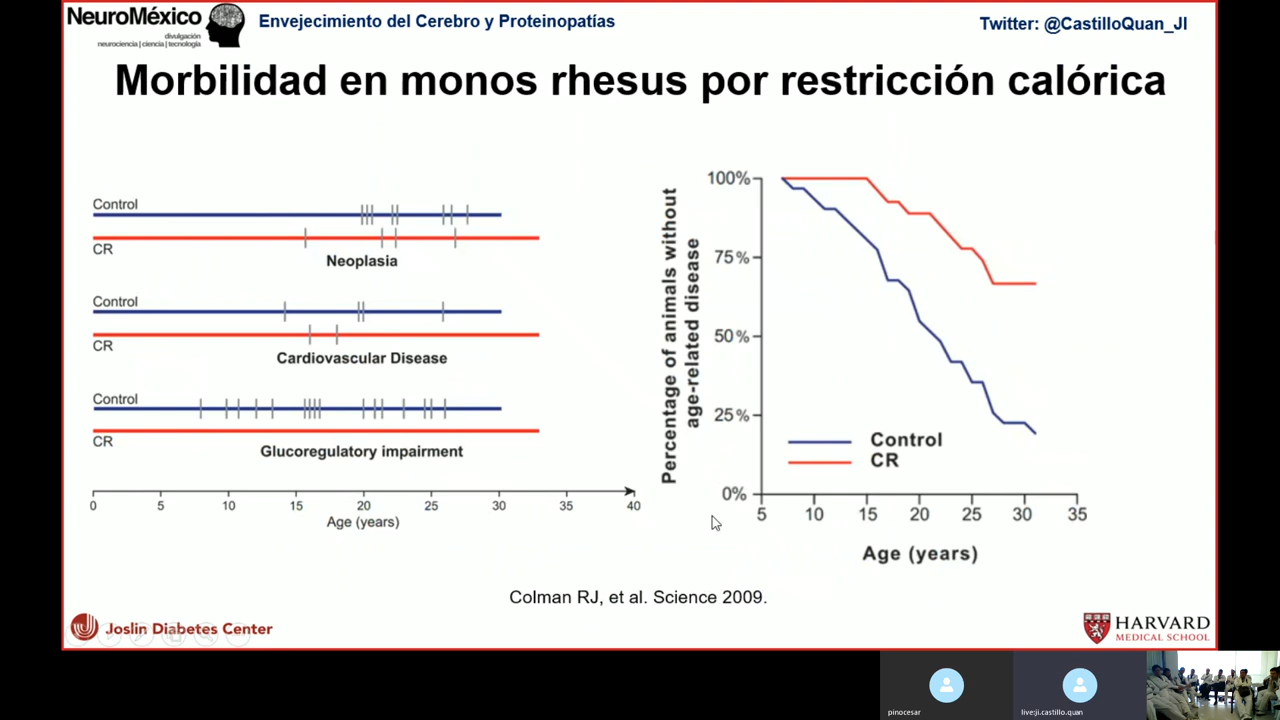 NeuroMéxico
divulgación
neurociencia | ciencia | tecnología
Envejecimiento del Cerebro y Proteinopatías
Twitter: @CastilloQuan_JI
Morbilidad en monos rhesus por restricción calórica
Control
CR
Neoplasia
Control
CR
Cardiovascular Disease
Control
CR
Glucoregulatory impairment
0 5 10 15 20 25 30 35 40
Age (years)
Percentage of animals without
age-related disease
100%
75%
50%
25%
0%
Control
CR
5 10 15 20 25 30 35
Age (years)
Colman RJ, et al. Science 2009.
Joslin Diabetes Center
HARVARD
MEDICAL SCHOOL
pinocesar
live:ji.castillo.quan